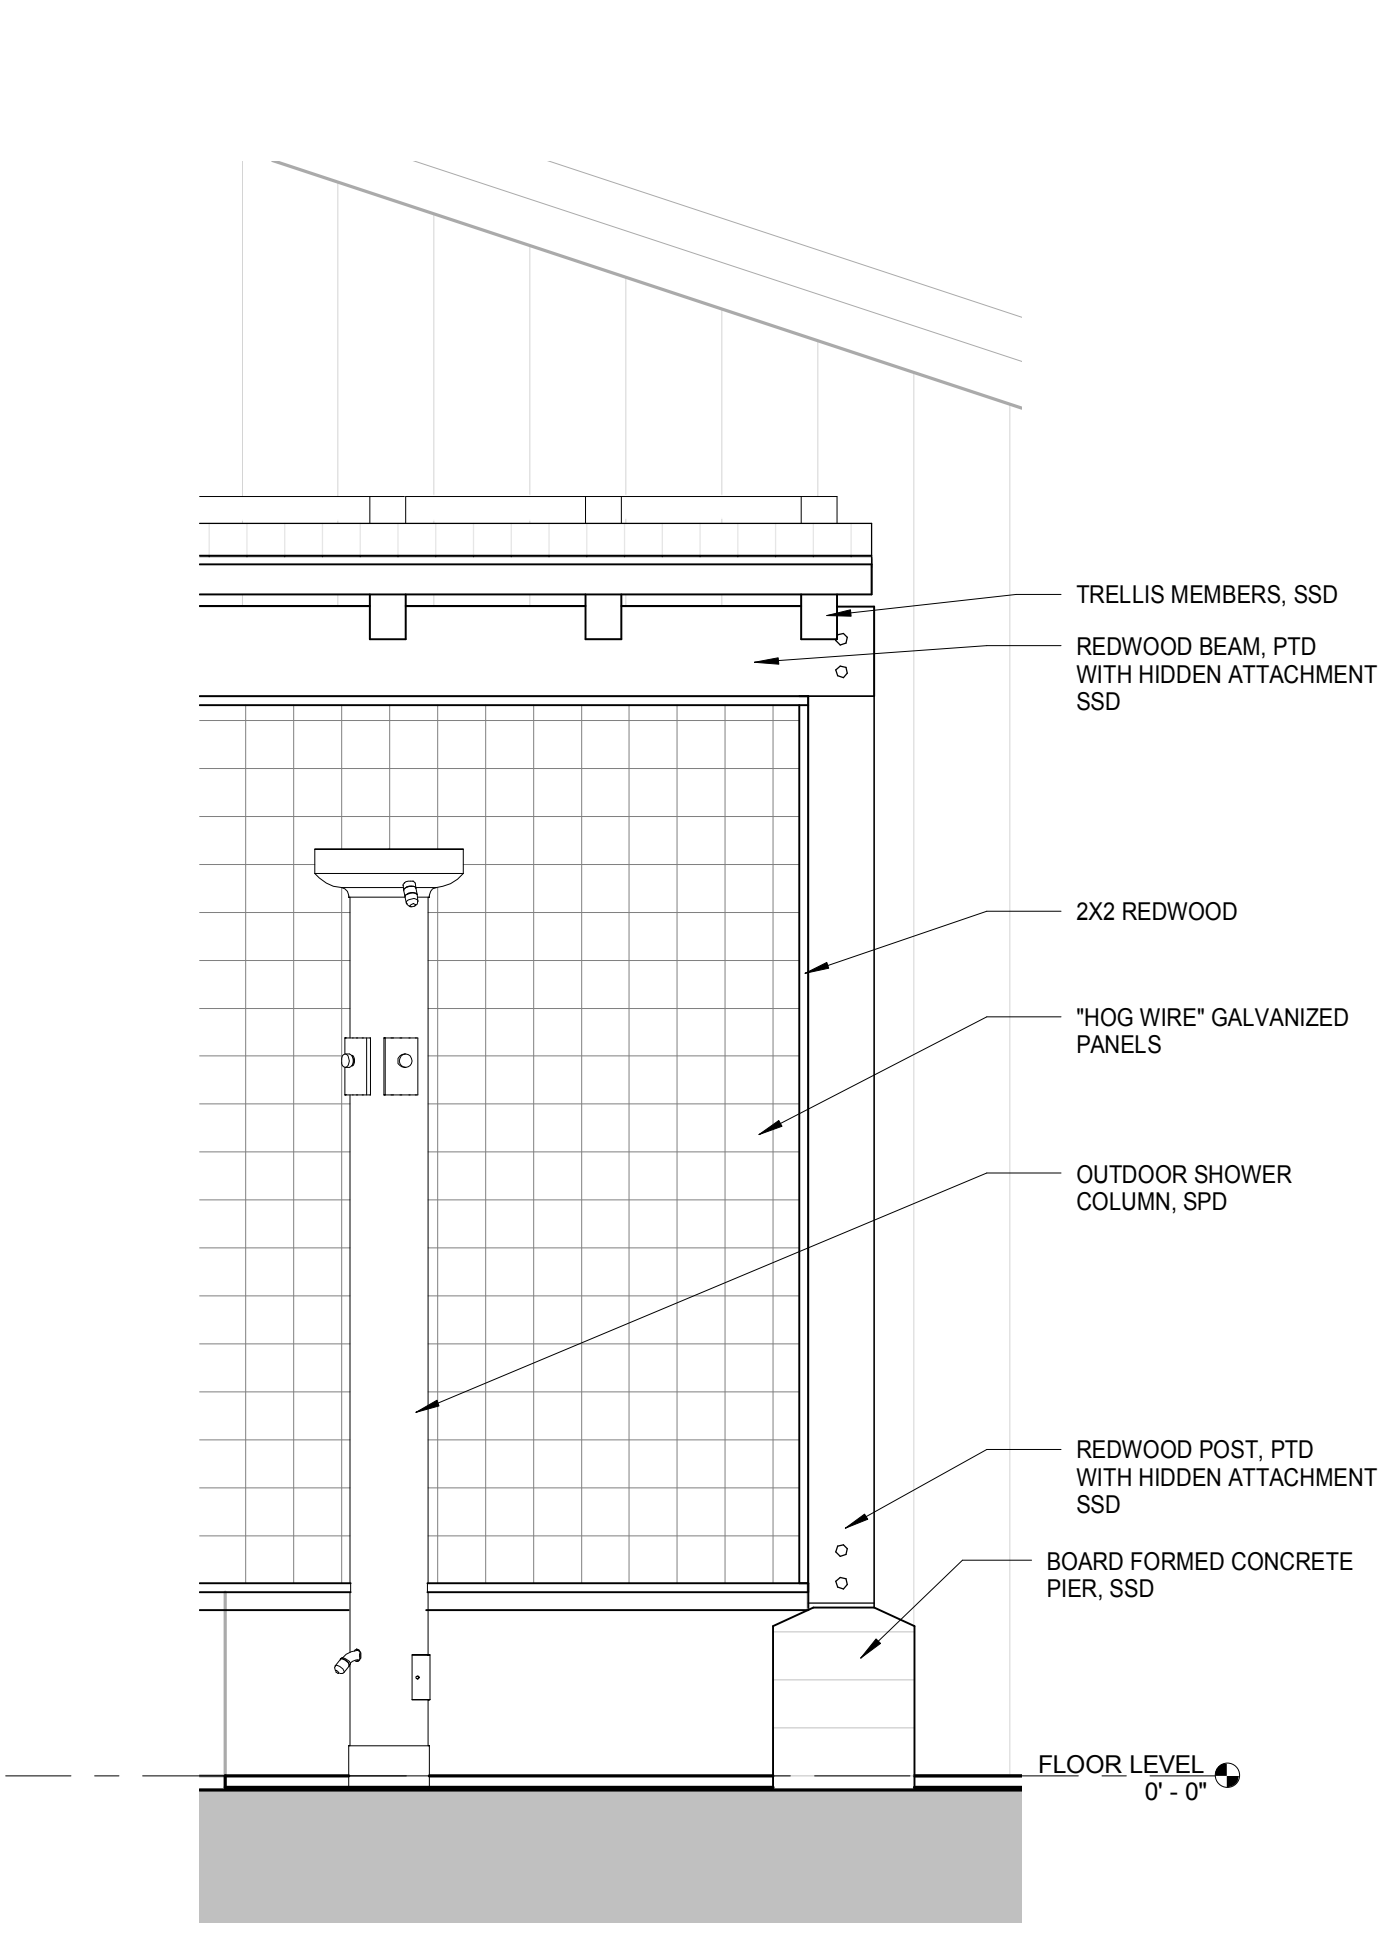 TRELLIS MEMBERS, SSD
REDWOOD BEAM, PTD
WITH HIDDEN ATTACHMENT
SSD
2X2 REDWOOD
"HOG WIRE" GALVANIZED
PANELS
OUTDOOR SHOWER
COLUMN, SPD
REDWOOD POST, PTD
WITH HIDDEN ATTACHMENT
SSD
BOARD FORMED CONCRETE
PIER, SSD
FLOOR LEVEL
0' - 0"